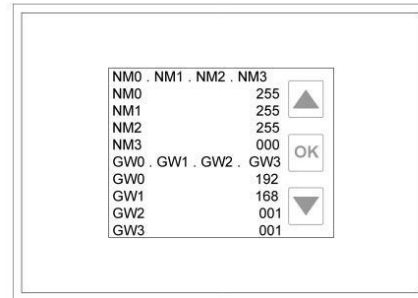 NM0 . NM1 . NM2 . NM3
NM0 255
NM1 255
NM2 255
NM3 000
GW0 . GW1 . GW2 . GW3
GW0 192
GW1 168
GW2 001
GW3 001
OK